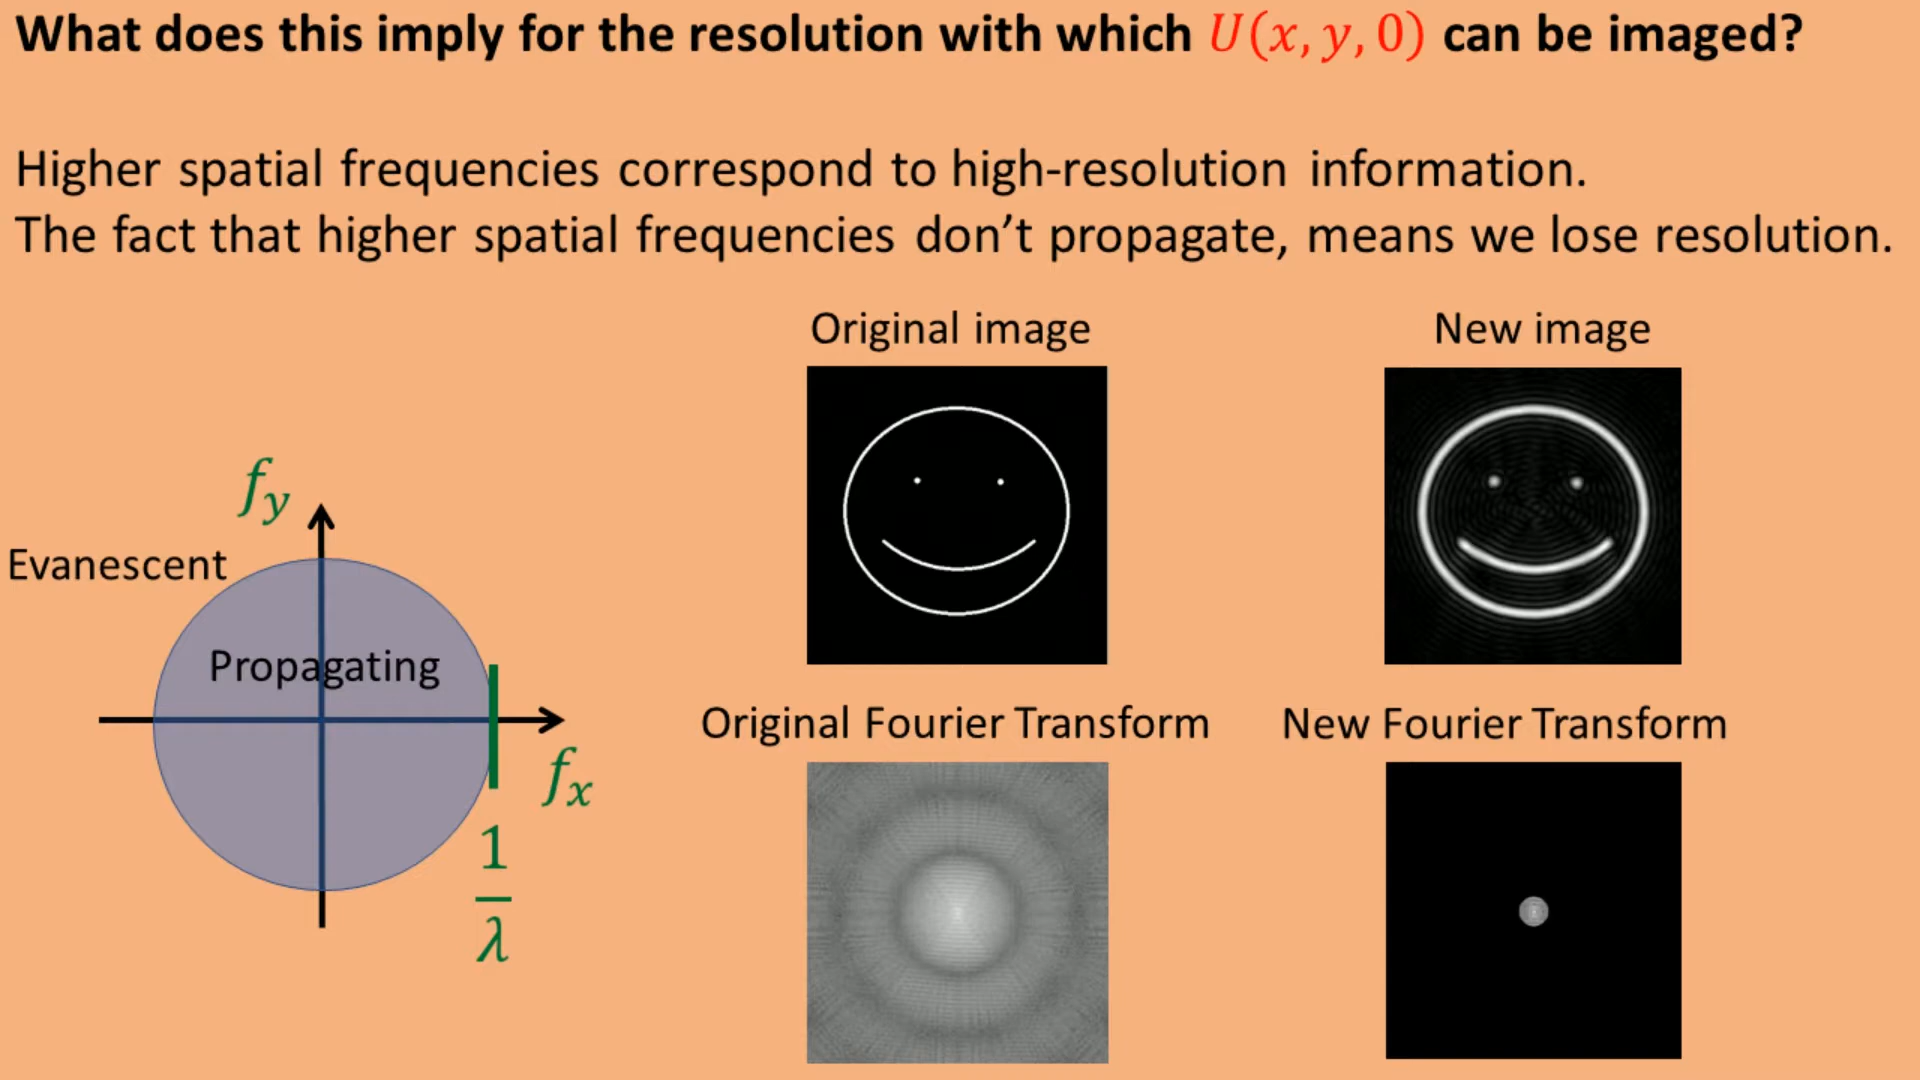 What does this imply for the resolution with which U(x, y, 0) can be imaged?
Higher spatial frequencies correspond to high-resolution information.
The fact that higher spatial frequencies don't propagate, means we lose resolution.
Original image
New image
f_y
Evanescent
Propagating
f_x
1
λ
Original Fourier Transform
New Fourier Transform